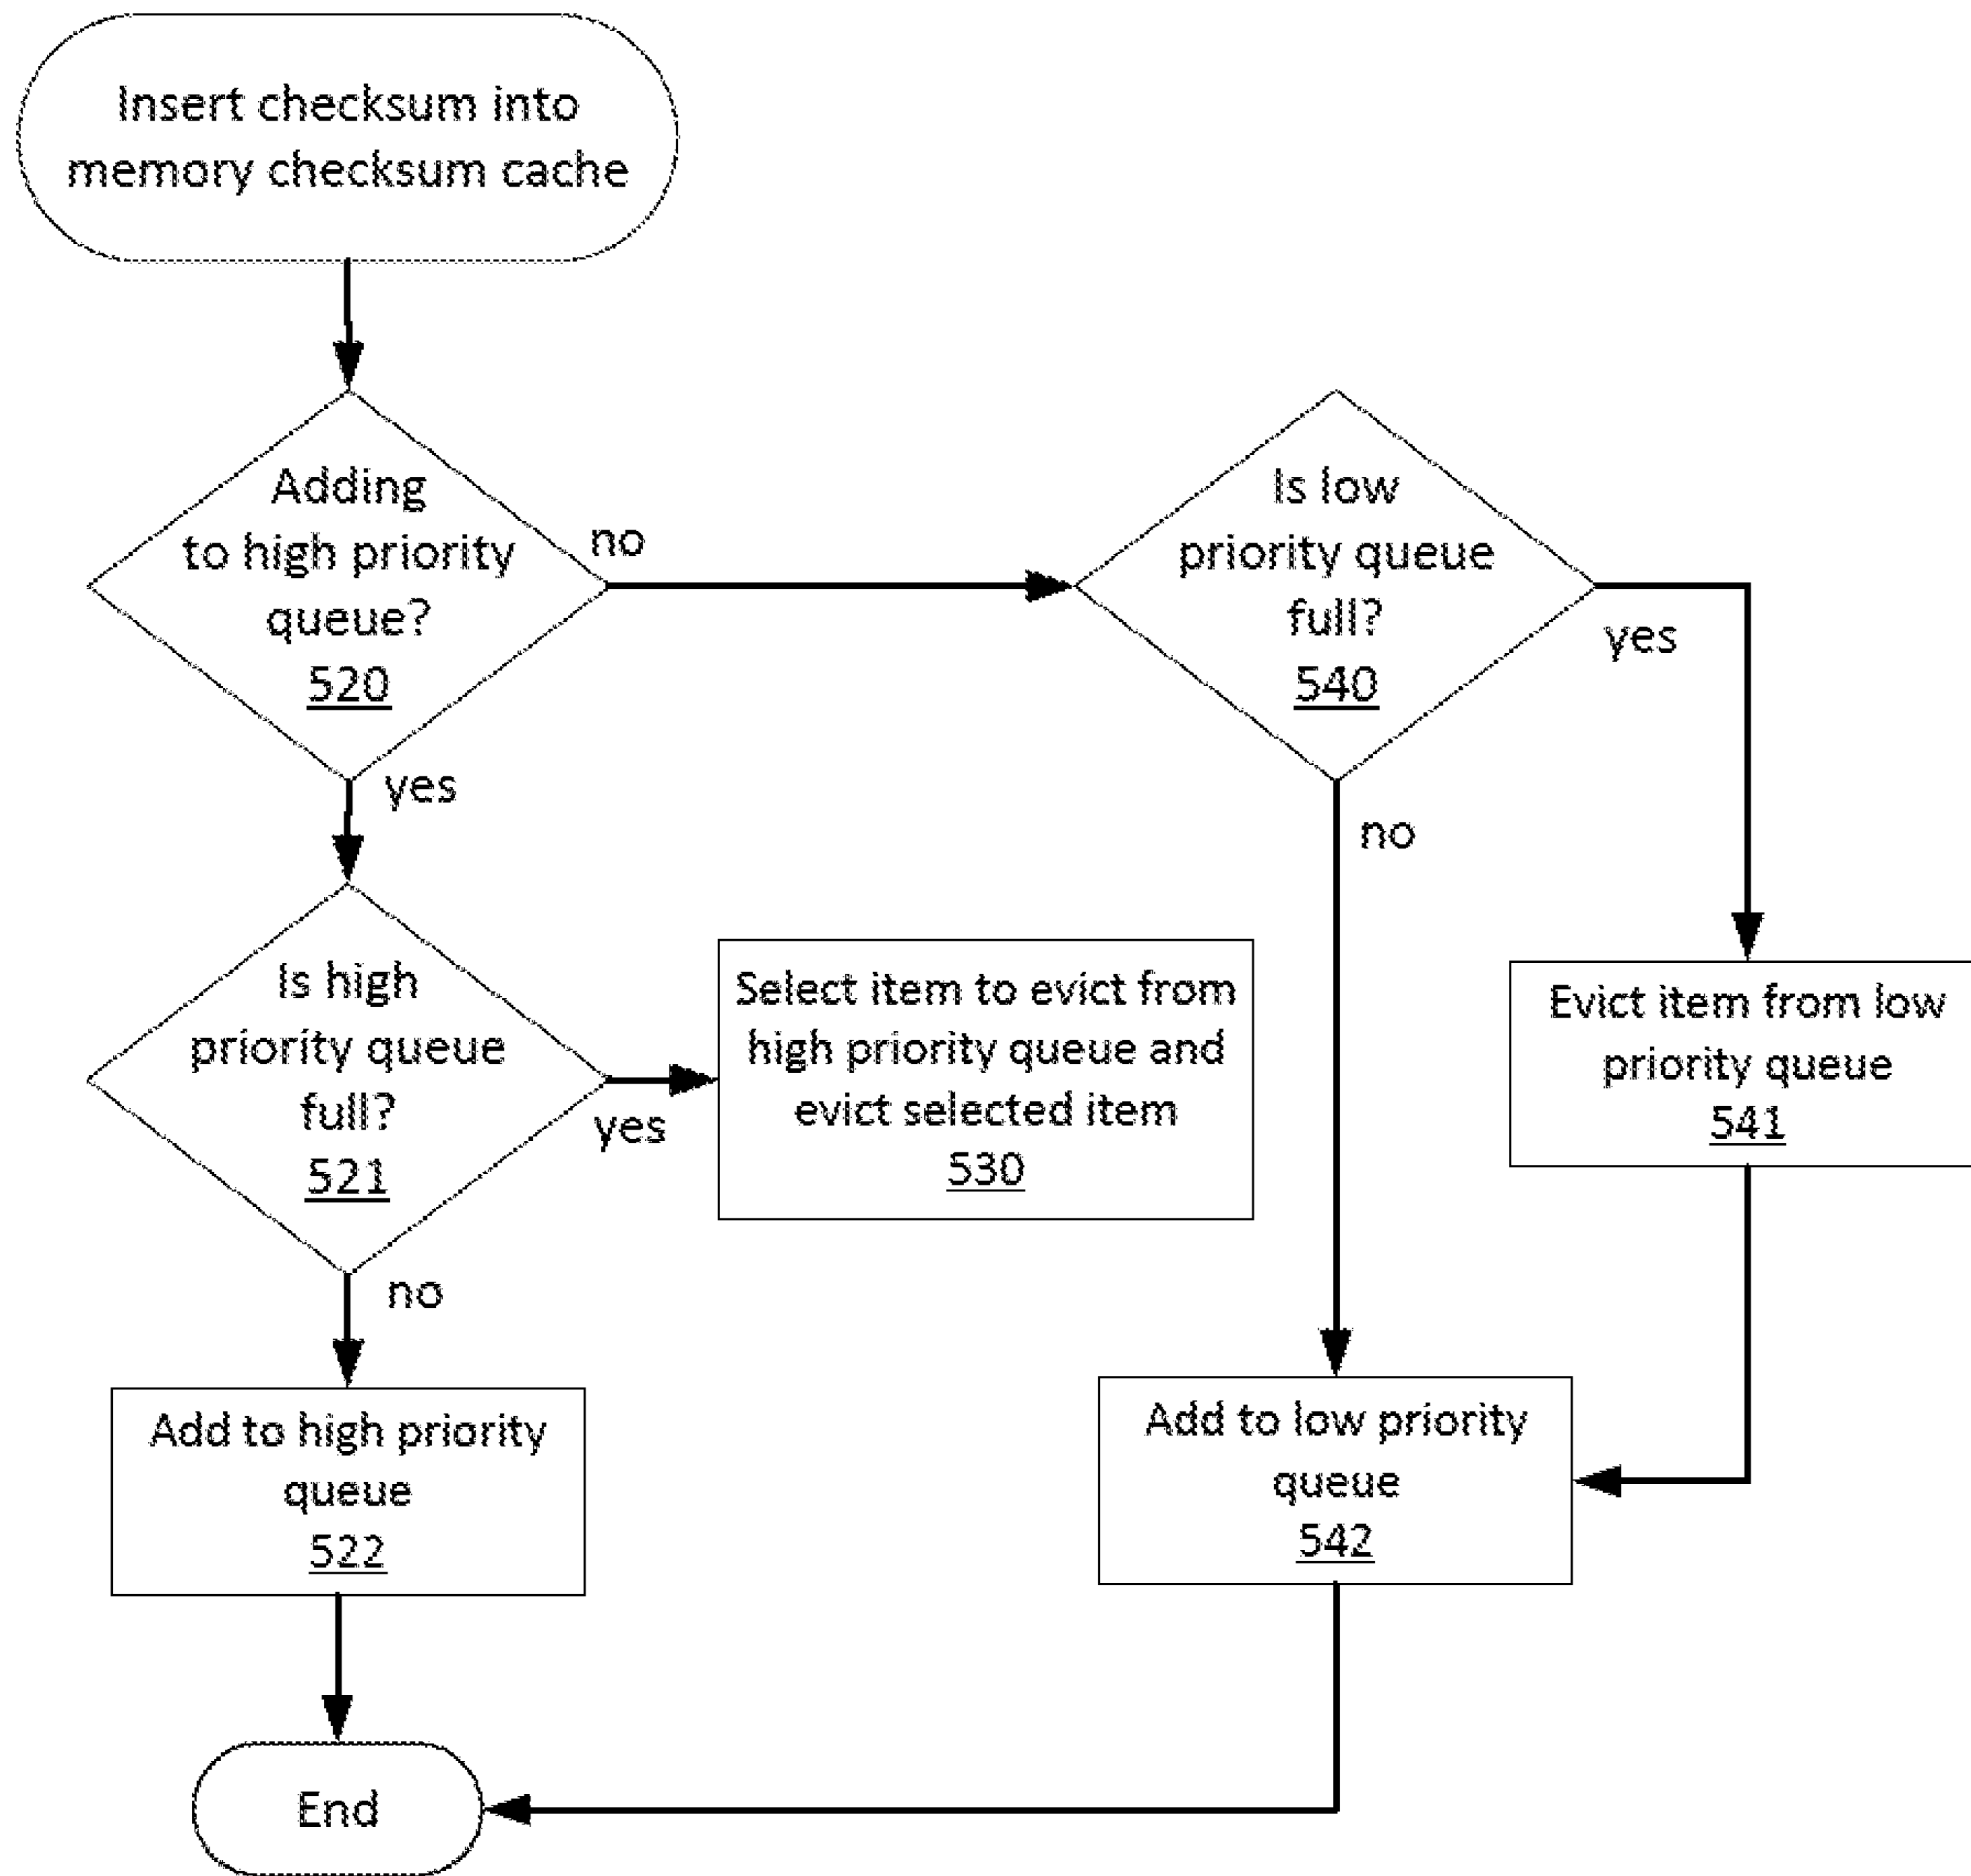 Insert checksum into
memory checksum cache
Adding
to high priority
queue?
520
no
yes
Is low
priority queue
full?
540
yes
no
Is high
priority queue
full?
521
yes
no
Select item to evict from
high priority queue and
evict selected item
530
Evict item from low
priority queue
541
Add to high priority
queue
522
Add to low priority
queue
542
End